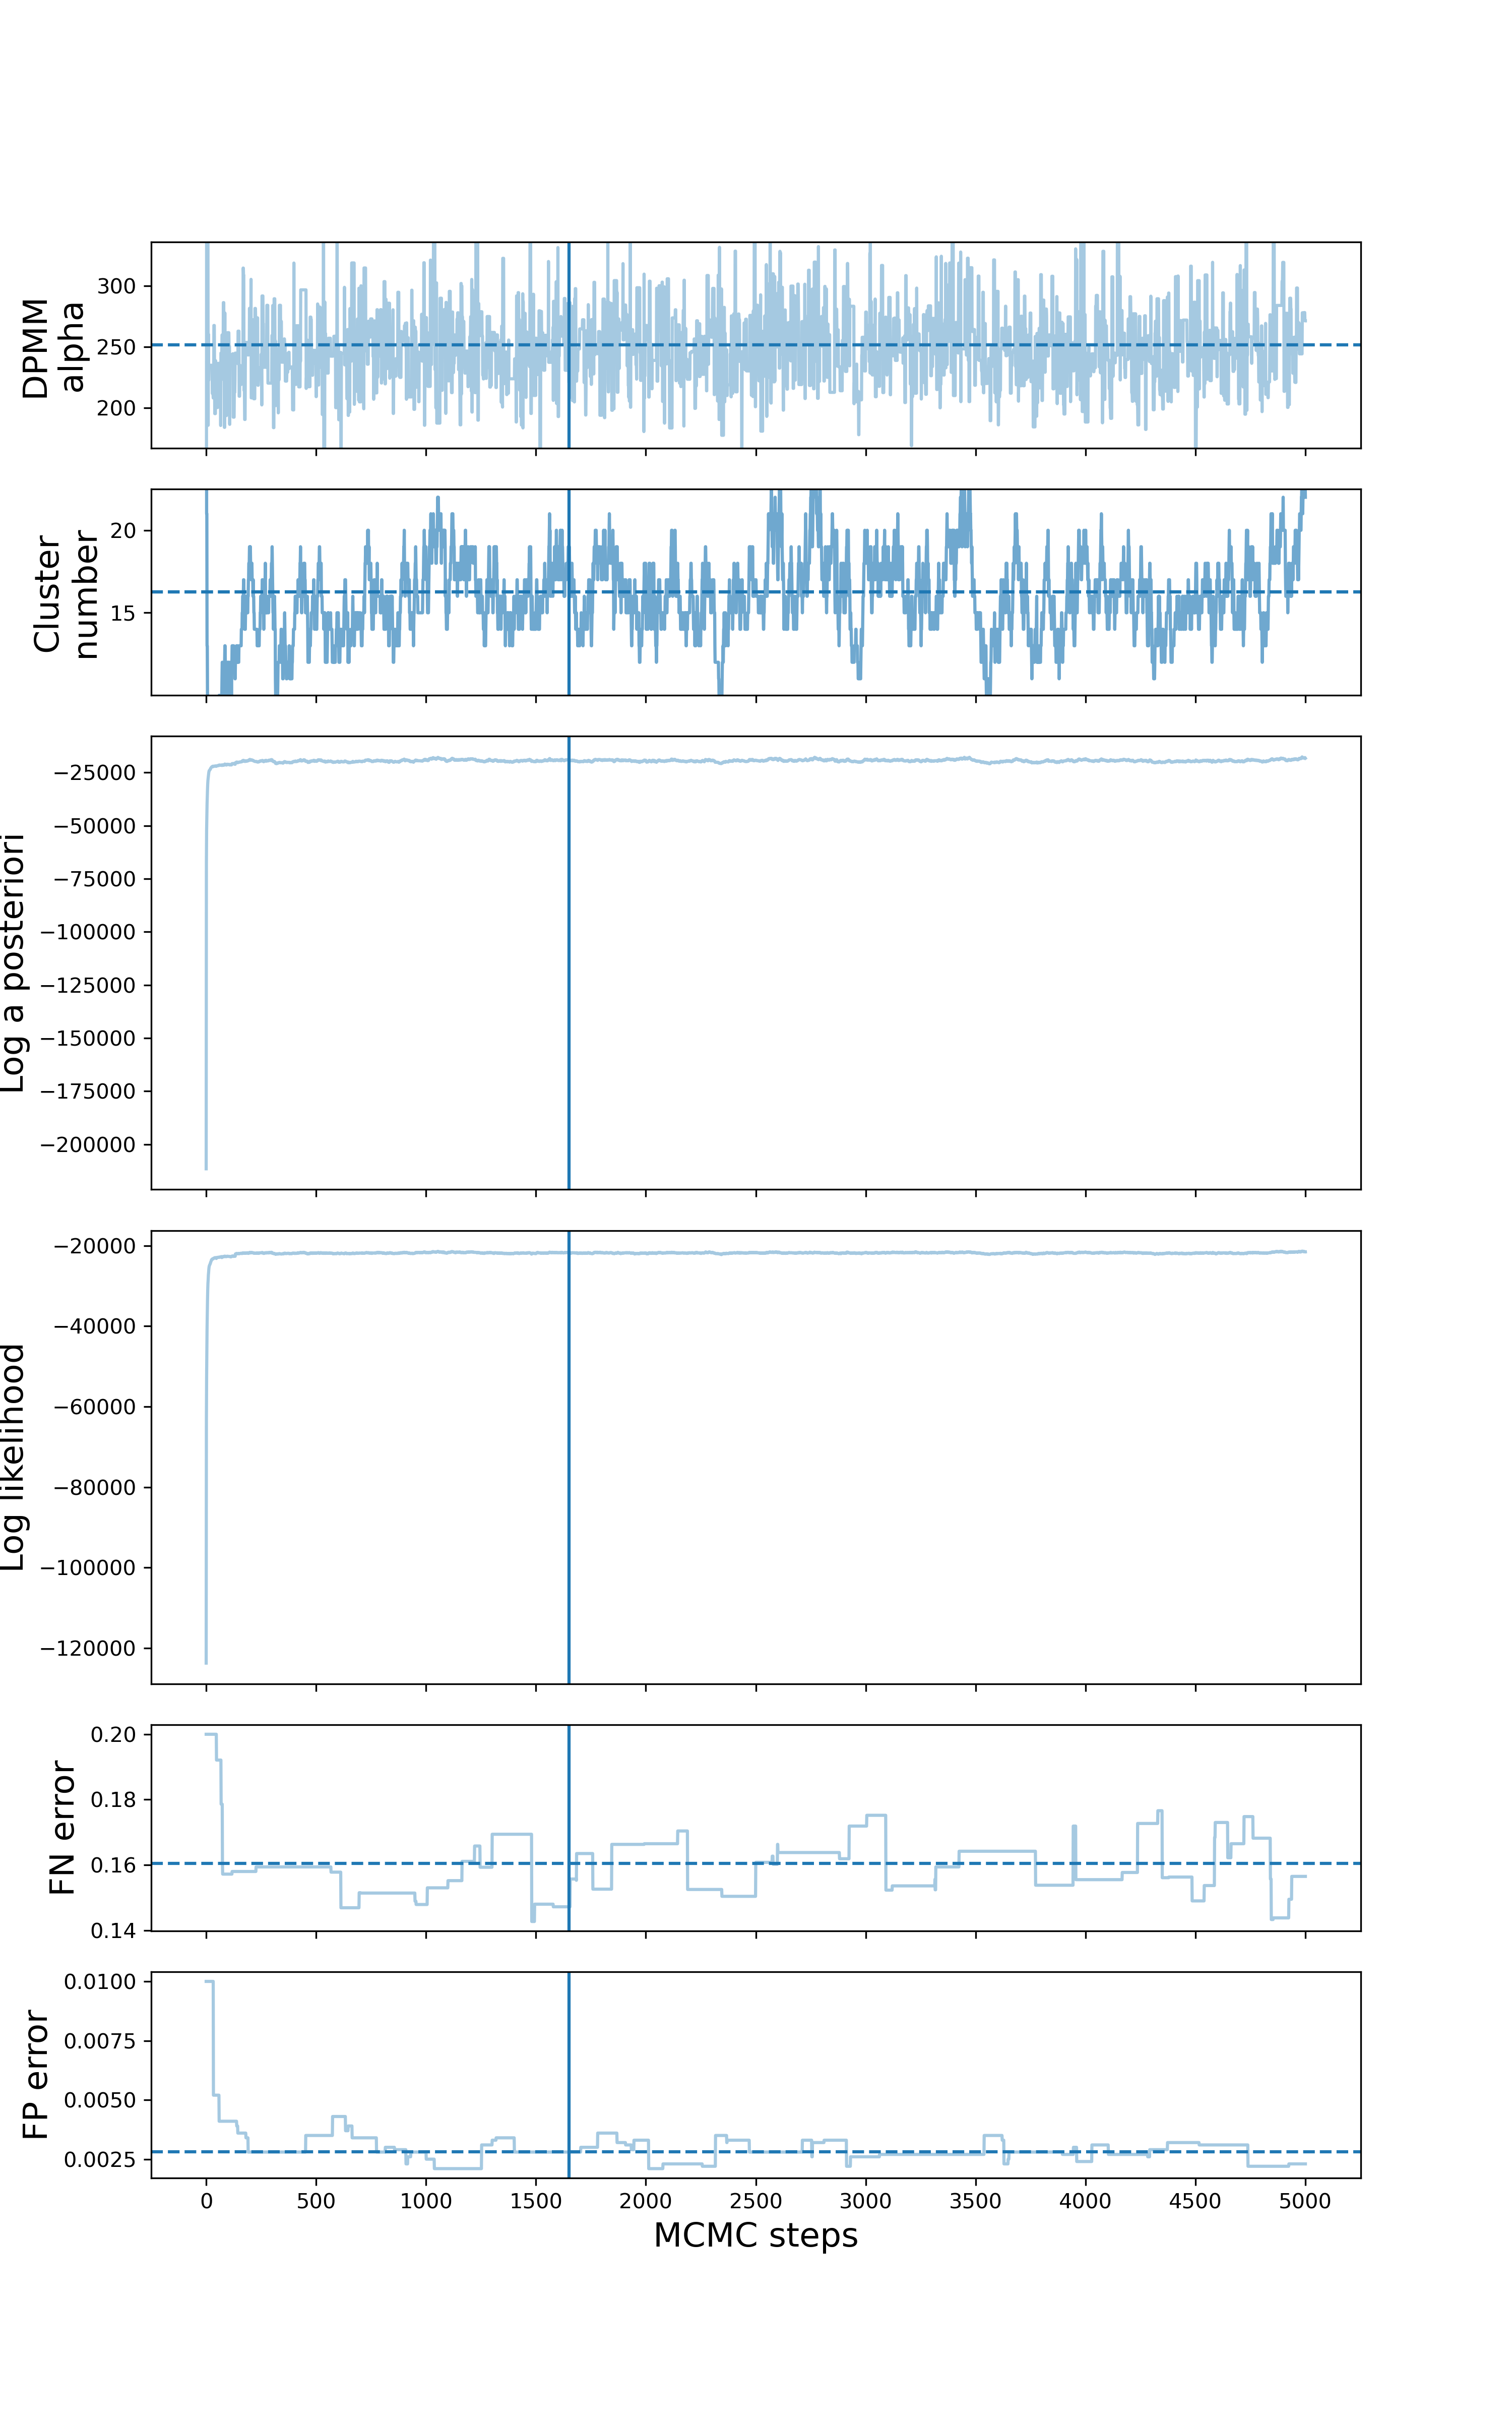 DPMM
alpha
300
250
200
Cluster
number
20
15
Log a posteriori
−25000
−50000
−75000
−100000
−125000
−150000
−175000
−200000
Log likelihood
−20000
−40000
−60000
−80000
−100000
−120000
FN error
0.20
0.18
0.16
0.14
FP error
0.0100
0.0075
0.0050
0.0025
0 500 1000 1500 2000 2500 3000 3500 4000 4500 5000
MCMC steps